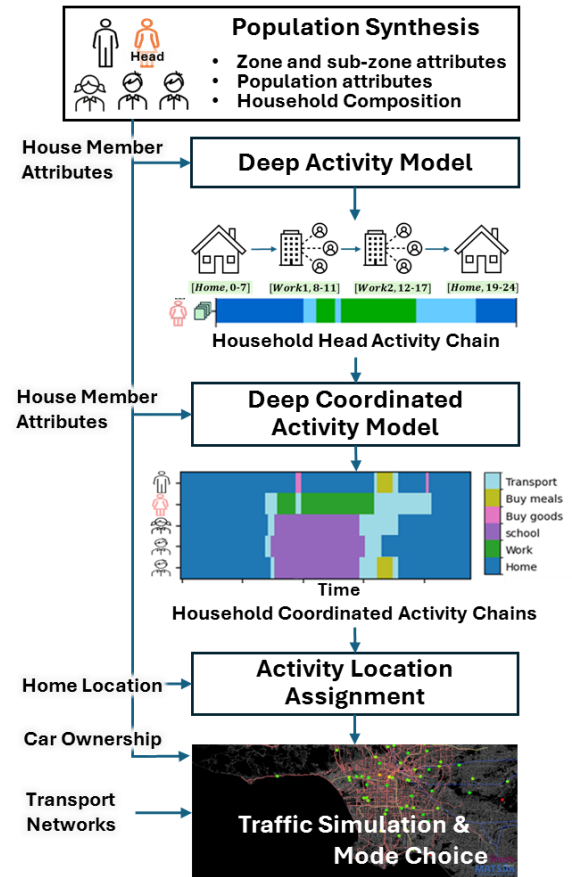 Population Synthesis
Head
• Zone and sub-zone attributes
• Population attributes
• Household Composition
House Member
Attributes
Deep Activity Model
[Home, 0-7]
[Work1, 8-11]
[Work2, 12-17]
[Home, 19-24]
Household Head Activity Chain
House Member
Attributes
Deep Coordinated
Activity Model
Transport
Buy meals
Buy goods
school
Work
Home
Time
Household Coordinated Activity Chains
Home Location
Activity Location
Assignment
Car Ownership
Transport
Networks
Traffic Simulation &
Mode Choice